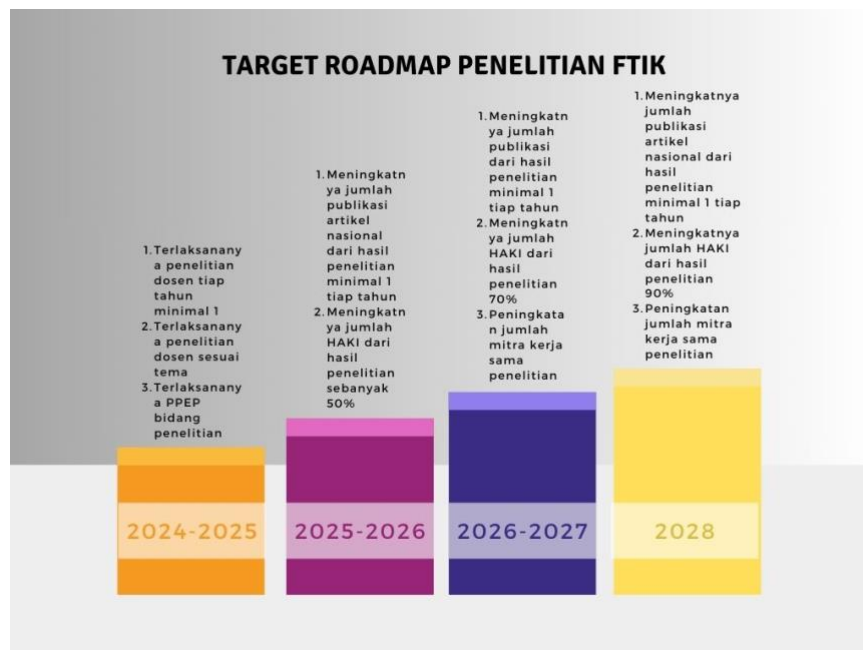 TARGET ROADMAP PENELITIAN FTIK
1.Terlaksanany
a penelitian
dosen tiap
tahun
minimal 1
2.Terlaksanany
a penelitian
dosen sesuai
tema
3.Terlaksanany
a PPEP
bidang
penelitian
2024-2025
1.Meningkatn
ya jumlah
publikasi
artikel
nasional
dari hasil
penelitian
minimal 1
tiap tahun
2.Meningkatn
ya jumlah
HAKI dari
hasil
penelitian
sebanyak
50%
2025-2026
1.Meningkatn
ya jumlah
publikasi
dari hasil
penelitian
minimal 1
tiap tahun
2.Meningkatn
ya jumlah
HAKI dari
hasil
penelitian
70%
3.Peningkata
n jumlah
mitra kerja
sama
penelitian
2026-2027
1.Meningkatnya
jumlah
publikasi
artikel
nasional dari
hasil
penelitian
minimal 1 tiap
tahun
2.Meningkatnya
jumlah HAKI
dari hasil
penelitian
90%
3.Peningkatan
jumlah mitra
kerja sama
penelitian
2028